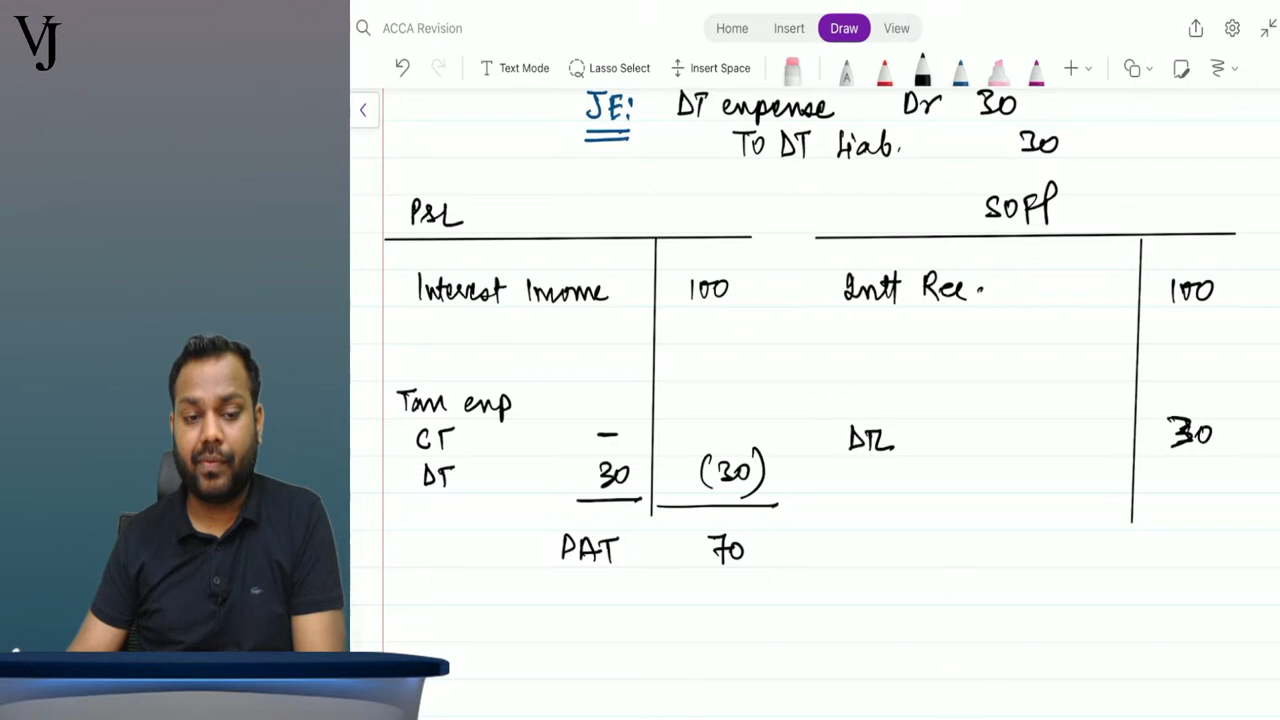 VJ
ACCA Revision
Home Insert Draw View
Text Mode Lasso Select Insert Space
JE: DT expense Dr 30
To DT Liab. 30
P&L SOFP
Interest Income 100 Intt Rec. 100
Tax exp
CT - DTL 30
DT 30 (30)
PAT 70